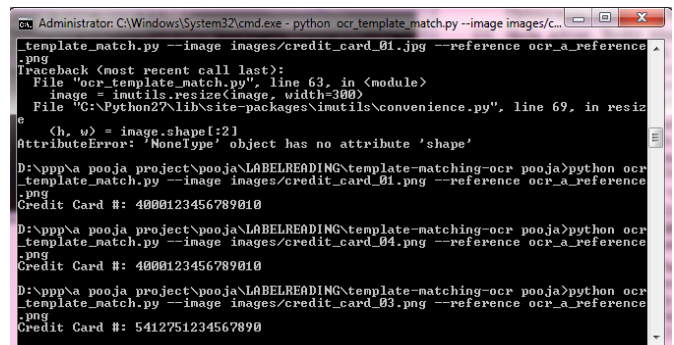 Administrator: C:\Windows\System32\cmd.exe - python ocr_template_match.py --image images/c...
_template_match.py --image images/credit_card_01.jpg --reference ocr_a_reference
.png
Traceback (most recent call last):
  File "ocr_template_match.py", line 63, in <module>
    image = imutils.resize(image, width=300)
  File "C:\Python27\lib\site-packages\imutils\convenience.py", line 69, in resiz
e
    (h, w) = image.shape[:2]
AttributeError: 'NoneType' object has no attribute 'shape'
D:\ppp\a pooja project\pooja\LABELREADING\template-matching-ocr pooja>python ocr
_template_match.py --image images/credit_card_01.png --reference ocr_a_reference
.png
Credit Card #: 4000123456789010
D:\ppp\a pooja project\pooja\LABELREADING\template-matching-ocr pooja>python ocr
_template_match.py --image images/credit_card_04.png --reference ocr_a_reference
.png
Credit Card #: 4000123456789010
D:\ppp\a pooja project\pooja\LABELREADING\template-matching-ocr pooja>python ocr
_template_match.py --image images/credit_card_03.png --reference ocr_a_reference
.png
Credit Card #: 5412751234567890